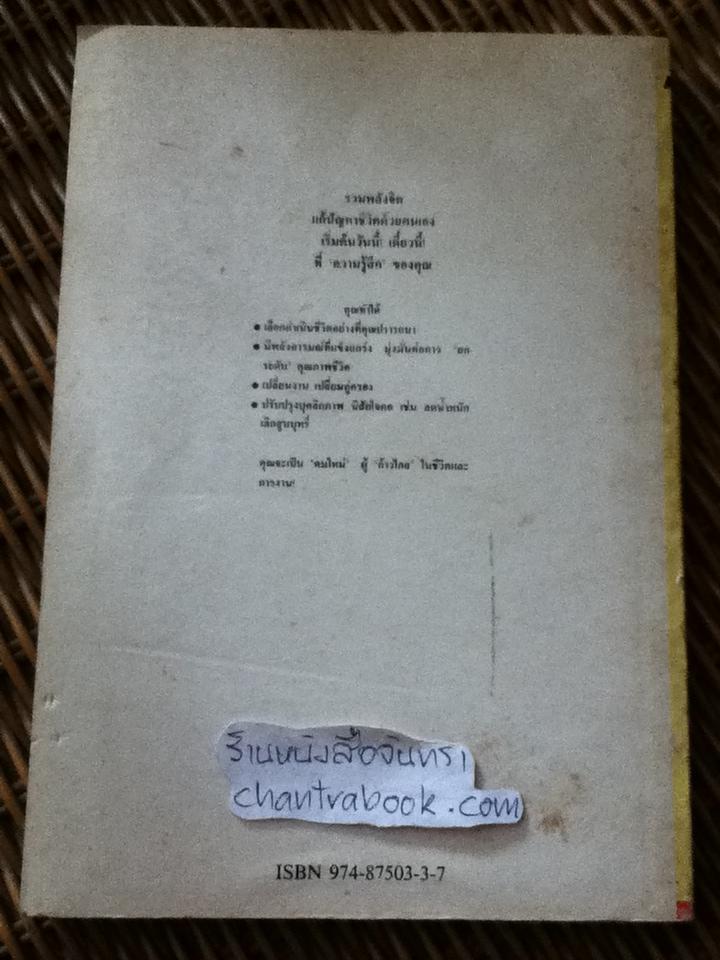 รวมพลังจิต
แก้ปัญหาชีวิตด้วยตนเอง
เริ่มต้นวันนี้! เดี๋ยวนี้!
ที่ "ความรู้สึก" ของคุณ
คุณทำได้
● เลือกดำเนินชีวิตอย่างที่คุณปรารถนา
● มีพลังอารมณ์ที่แข็งแกร่ง มุ่งมั่นต่อการ "ยก
ระดับ" คุณภาพชีวิต
● เปลี่ยนงาน เปลี่ยนคู่ครอง
● ปรับปรุงบุคลิกภาพ นิสัยใจคอ เช่น ลดน้ำหนัก
เลิกสูบบุหรี่
คุณจะเป็น "คนใหม่" ผู้ "ก้าวไกล" ในชีวิตและ
การงาน!
ร้านหนังสือจันทรา
chantrabook.com
ISBN 974-87503-3-7